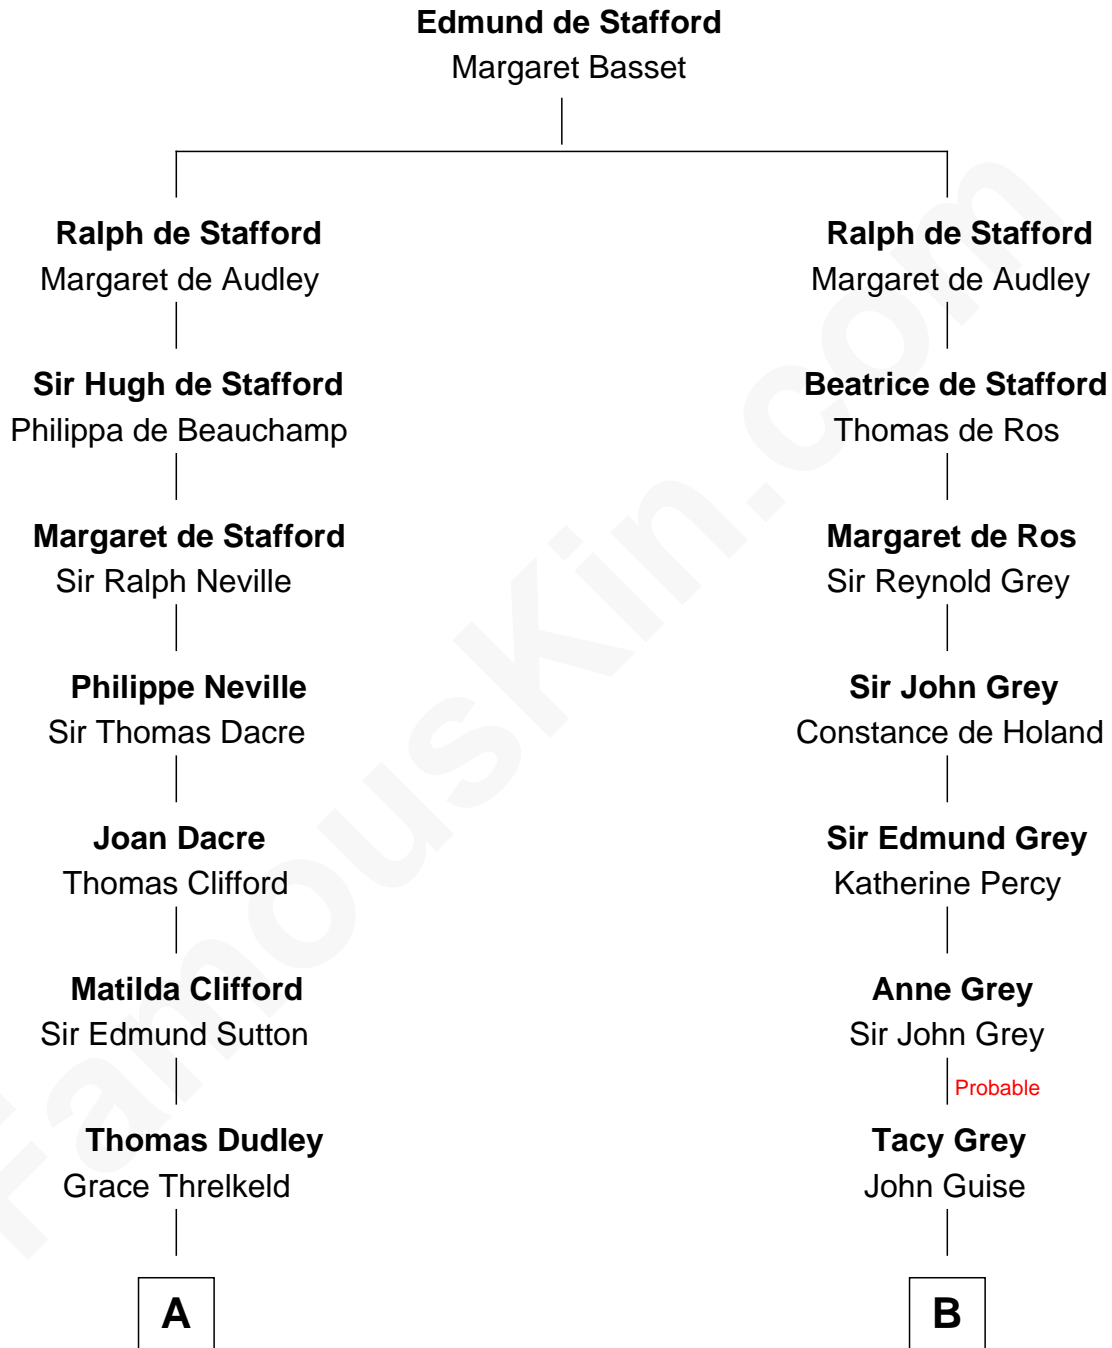 Edmund de Stafford
Margaret Basset
Ralph de Stafford
Margaret de Audley
Sir Hugh de Stafford
Philippa de Beauchamp
Margaret de Stafford
Sir Ralph Neville
Philippe Neville
Sir Thomas Dacre
Joan Dacre
Thomas Clifford
Matilda Clifford
Sir Edmund Sutton
Thomas Dudley
Grace Threlkeld
A
Ralph de Stafford
Margaret de Audley
Beatrice de Stafford
Thomas de Ros
Margaret de Ros
Sir Reynold Grey
Sir John Grey
Constance de Holand
Sir Edmund Grey
Katherine Percy
Anne Grey
Sir John Grey
Probable
Tacy Grey
John Guise
B
FamousKin.com